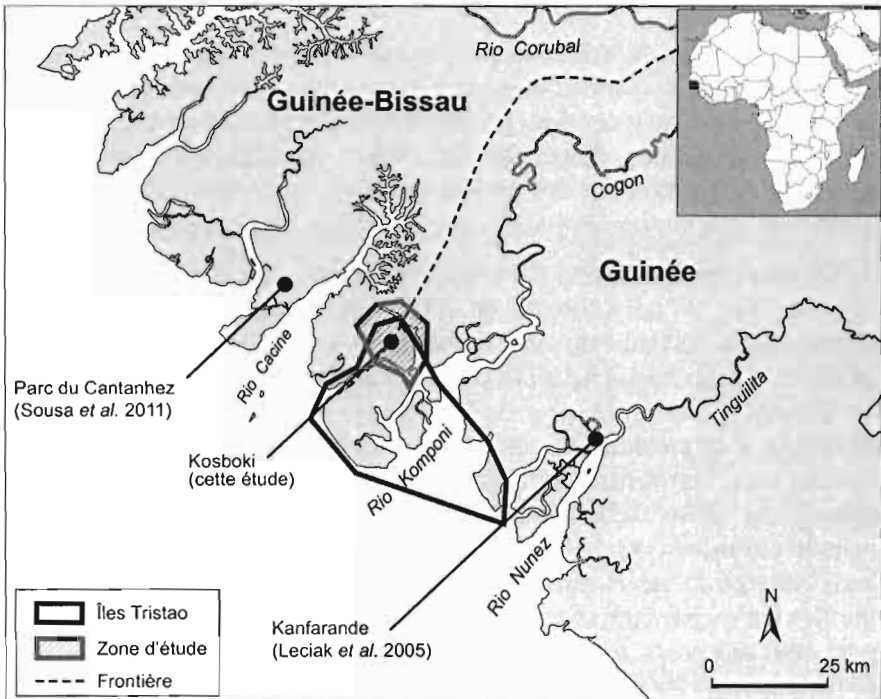 Rio Corubal
Guinée-Bissau
Cogon
Guinée
Rio Cacine
Tinguilita
Parc du Cantanhez
(Sousa et al. 2011)
Kosboki
(cette étude)
Rio Komponi
Rio Nunez
Kanfarande
(Leciak et al. 2005)
Îles Tristao
Zone d'étude
Frontière
N
0 25 km